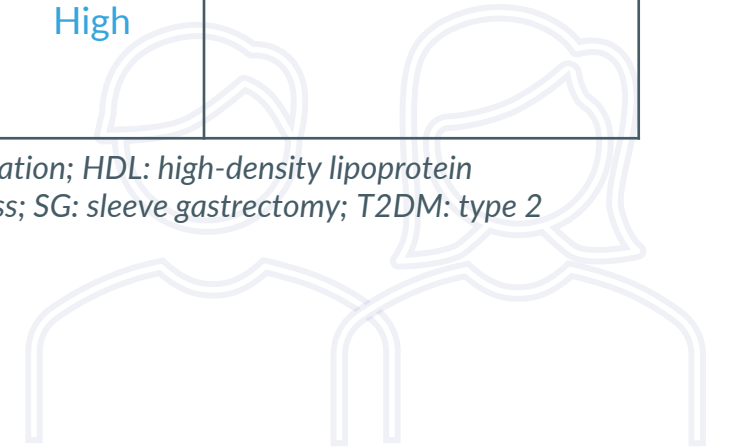 High
ation; HDL: high-density lipoprotein
ss; SG: sleeve gastrectomy; T2DM: type 2